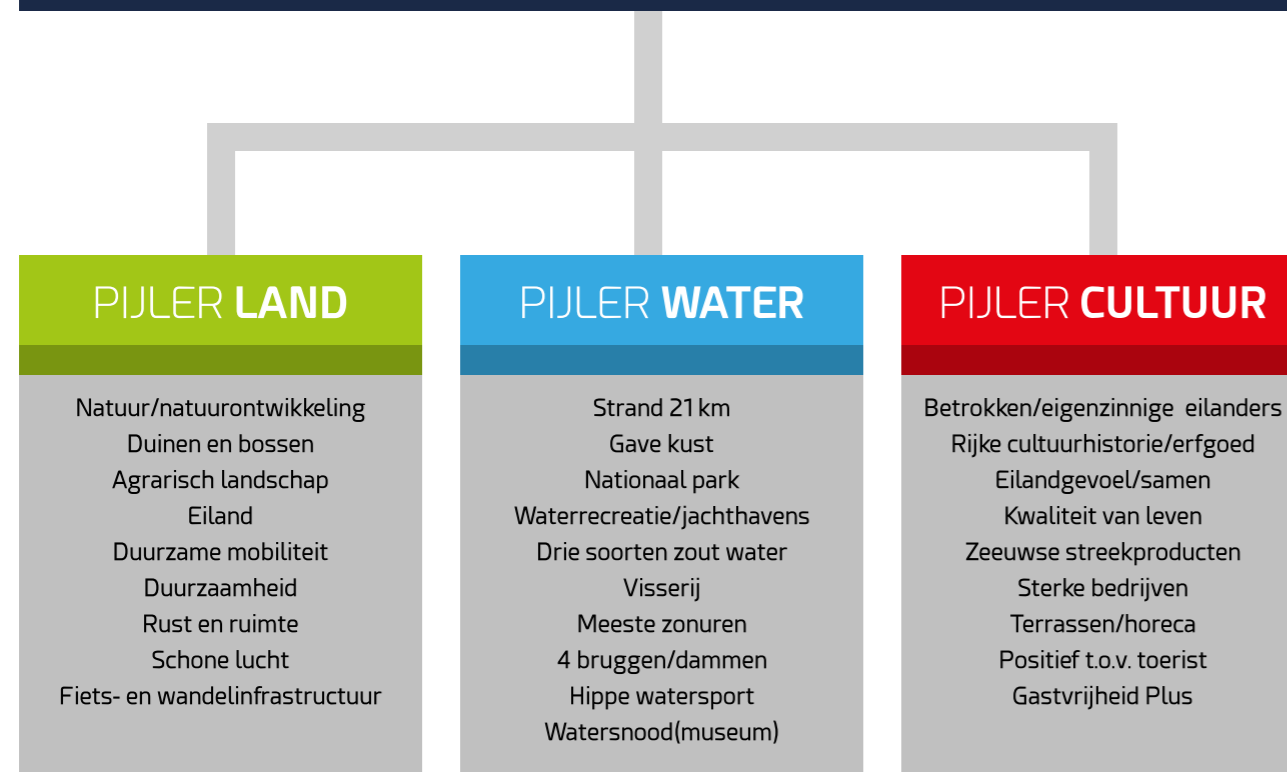 PIJLER LAND
Natuur/natuurontwikkeling
Duinen en bossen
Agrarisch landschap
Eiland
Duurzame mobiliteit
Duurzaamheid
Rust en ruimte
Schone lucht
Fiets- en wandelinfrastructuur
PIJLER WATER
Strand 21 km
Gave kust
Nationaal park
Waterrecreatie/jachthavens
Drie soorten zout water
Visserij
Meeste zonuren
4 bruggen/dammen
Hippe watersport
Watersnood(museum)
PIJLER CULTUUR
Betrokken/eigenzinnige eilanders
Rijke cultuurhistorie/erfgoed
Eilandgevoel/samen
Kwaliteit van leven
Zeeuwse streekproducten
Sterke bedrijven
Terrassen/horeca
Positief t.o.v. toerist
Gastvrijheid Plus